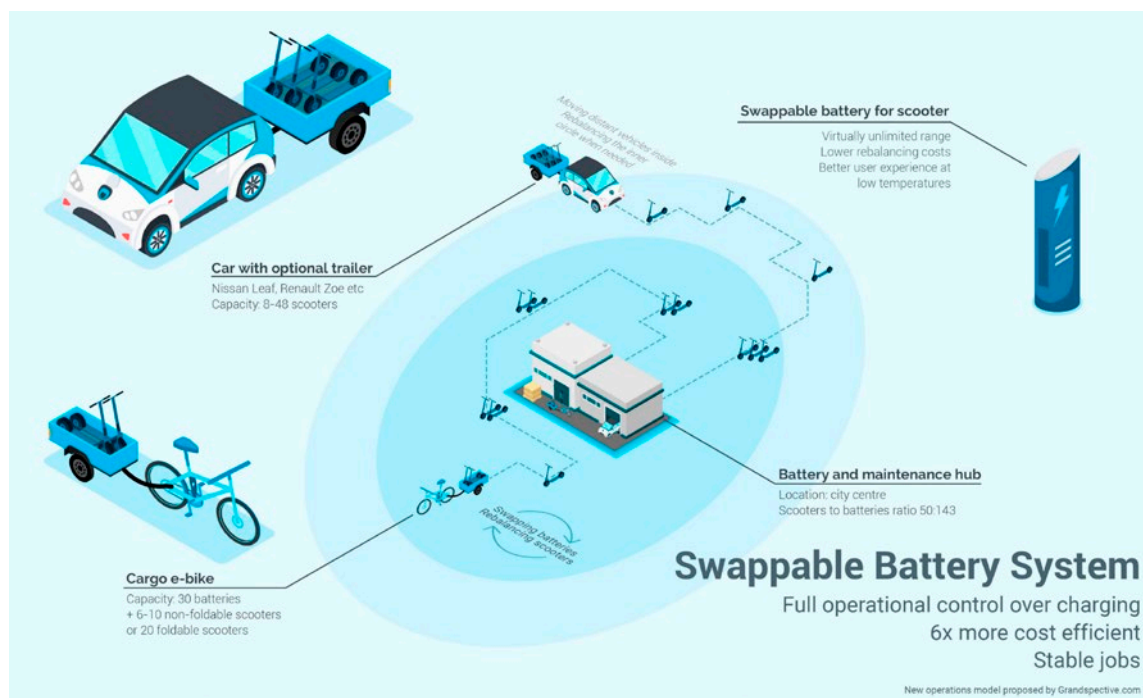 Moving distant vehicles inside
Rebalancing the inner
circle when needed
Swappable battery for scooter
Virtually unlimited range
Lower rebalancing costs
Better user experience at
low temperatures
Car with optional trailer
Nissan Leaf, Renault Zoe etc
Capacity: 8-48 scooters
Battery and maintenance hub
Location: city centre
Scooters to batteries ratio 50:143
Swapping batteries
Rebalancing scooters
Cargo e-bike
Capacity: 30 batteries
+ 6-10 non-foldable scooters
or 20 foldable scooters
Swappable Battery System
Full operational control over charging
6x more cost efficient
Stable jobs
New operations model proposed by Grandspective.com